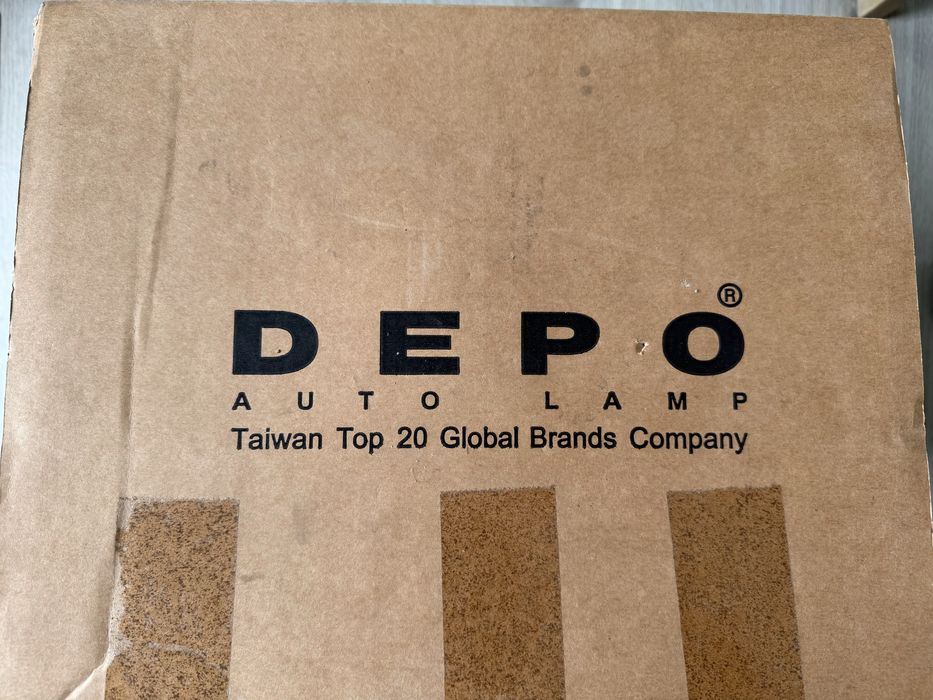 DEPO®
AUTO LAMP
Taiwan Top 20 Global Brands Company